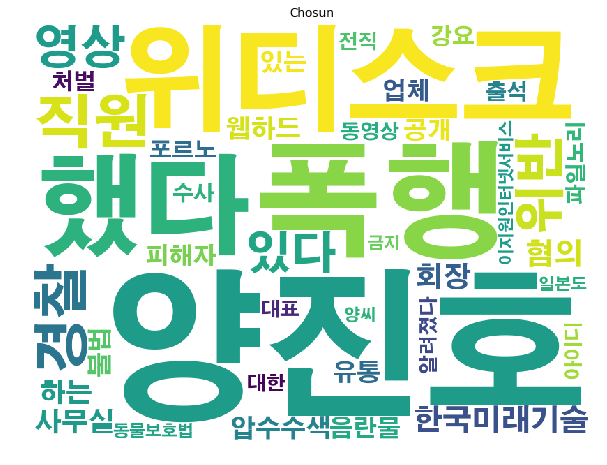 Chosun
영상
위디스크
있는
전직
강요
처벌
업체
출석
직원
웹하드
동영상
공개
포르노
했다
폭행
수사
위반
이지원인터넷서비스
파일노리
피해자
있다
금지
혐의
경찰
불법
양진호
대표
양씨
회장
일본도
대한
유통
알려졌다
아이디
하는
사무실
동물보호법
압수수색
음란물
한국미래기술